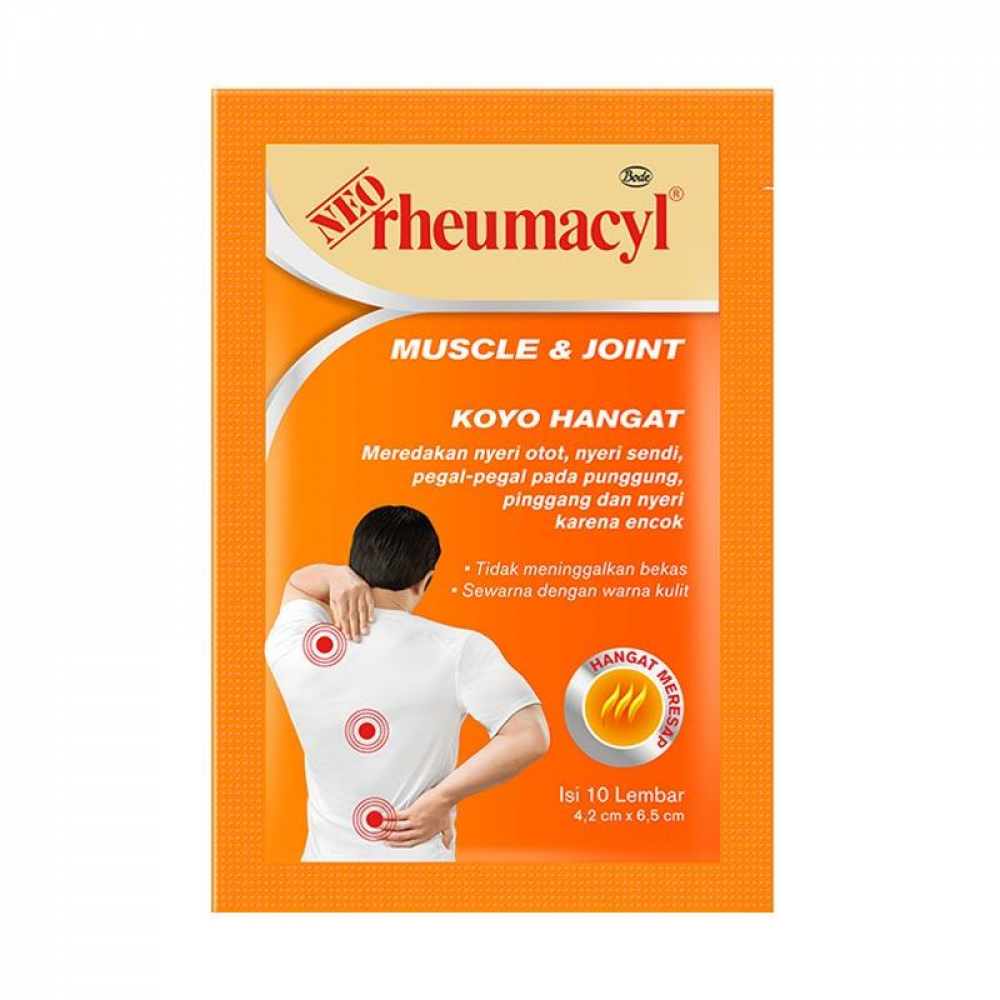 Bode
NEO rheumacyl®
MUSCLE & JOINT
KOYO HANGAT
Meredakan nyeri otot, nyeri sendi,
pegal-pegal pada punggung,
pinggang dan nyeri
karena encok
▪ Tidak meninggalkan bekas
▪ Sewarna dengan warna kulit
HANGAT MERESAP
Isi 10 Lembar
4,2 cm x 6,5 cm